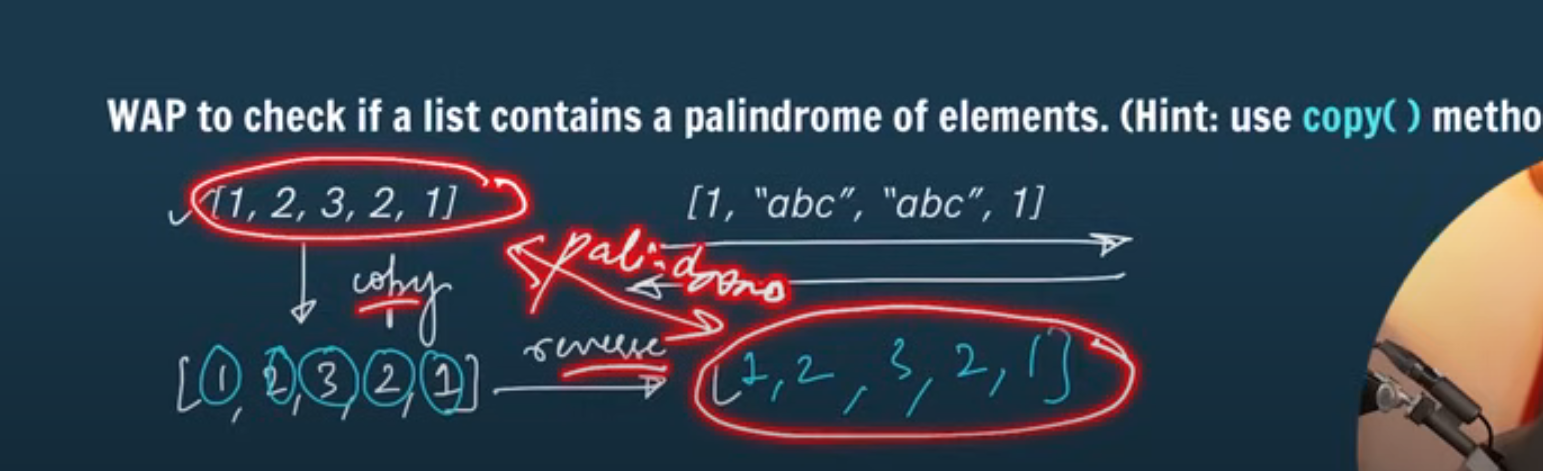 WAP to check if a list contains a palindrome of elements. (Hint: use copy( ) metho
[1, 2, 3, 2, 1] [1, “abc”, “abc”, 1]
copy palindrome
[1, 2, 3, 2, 1] reverse [1, 2, 3, 2, 1]